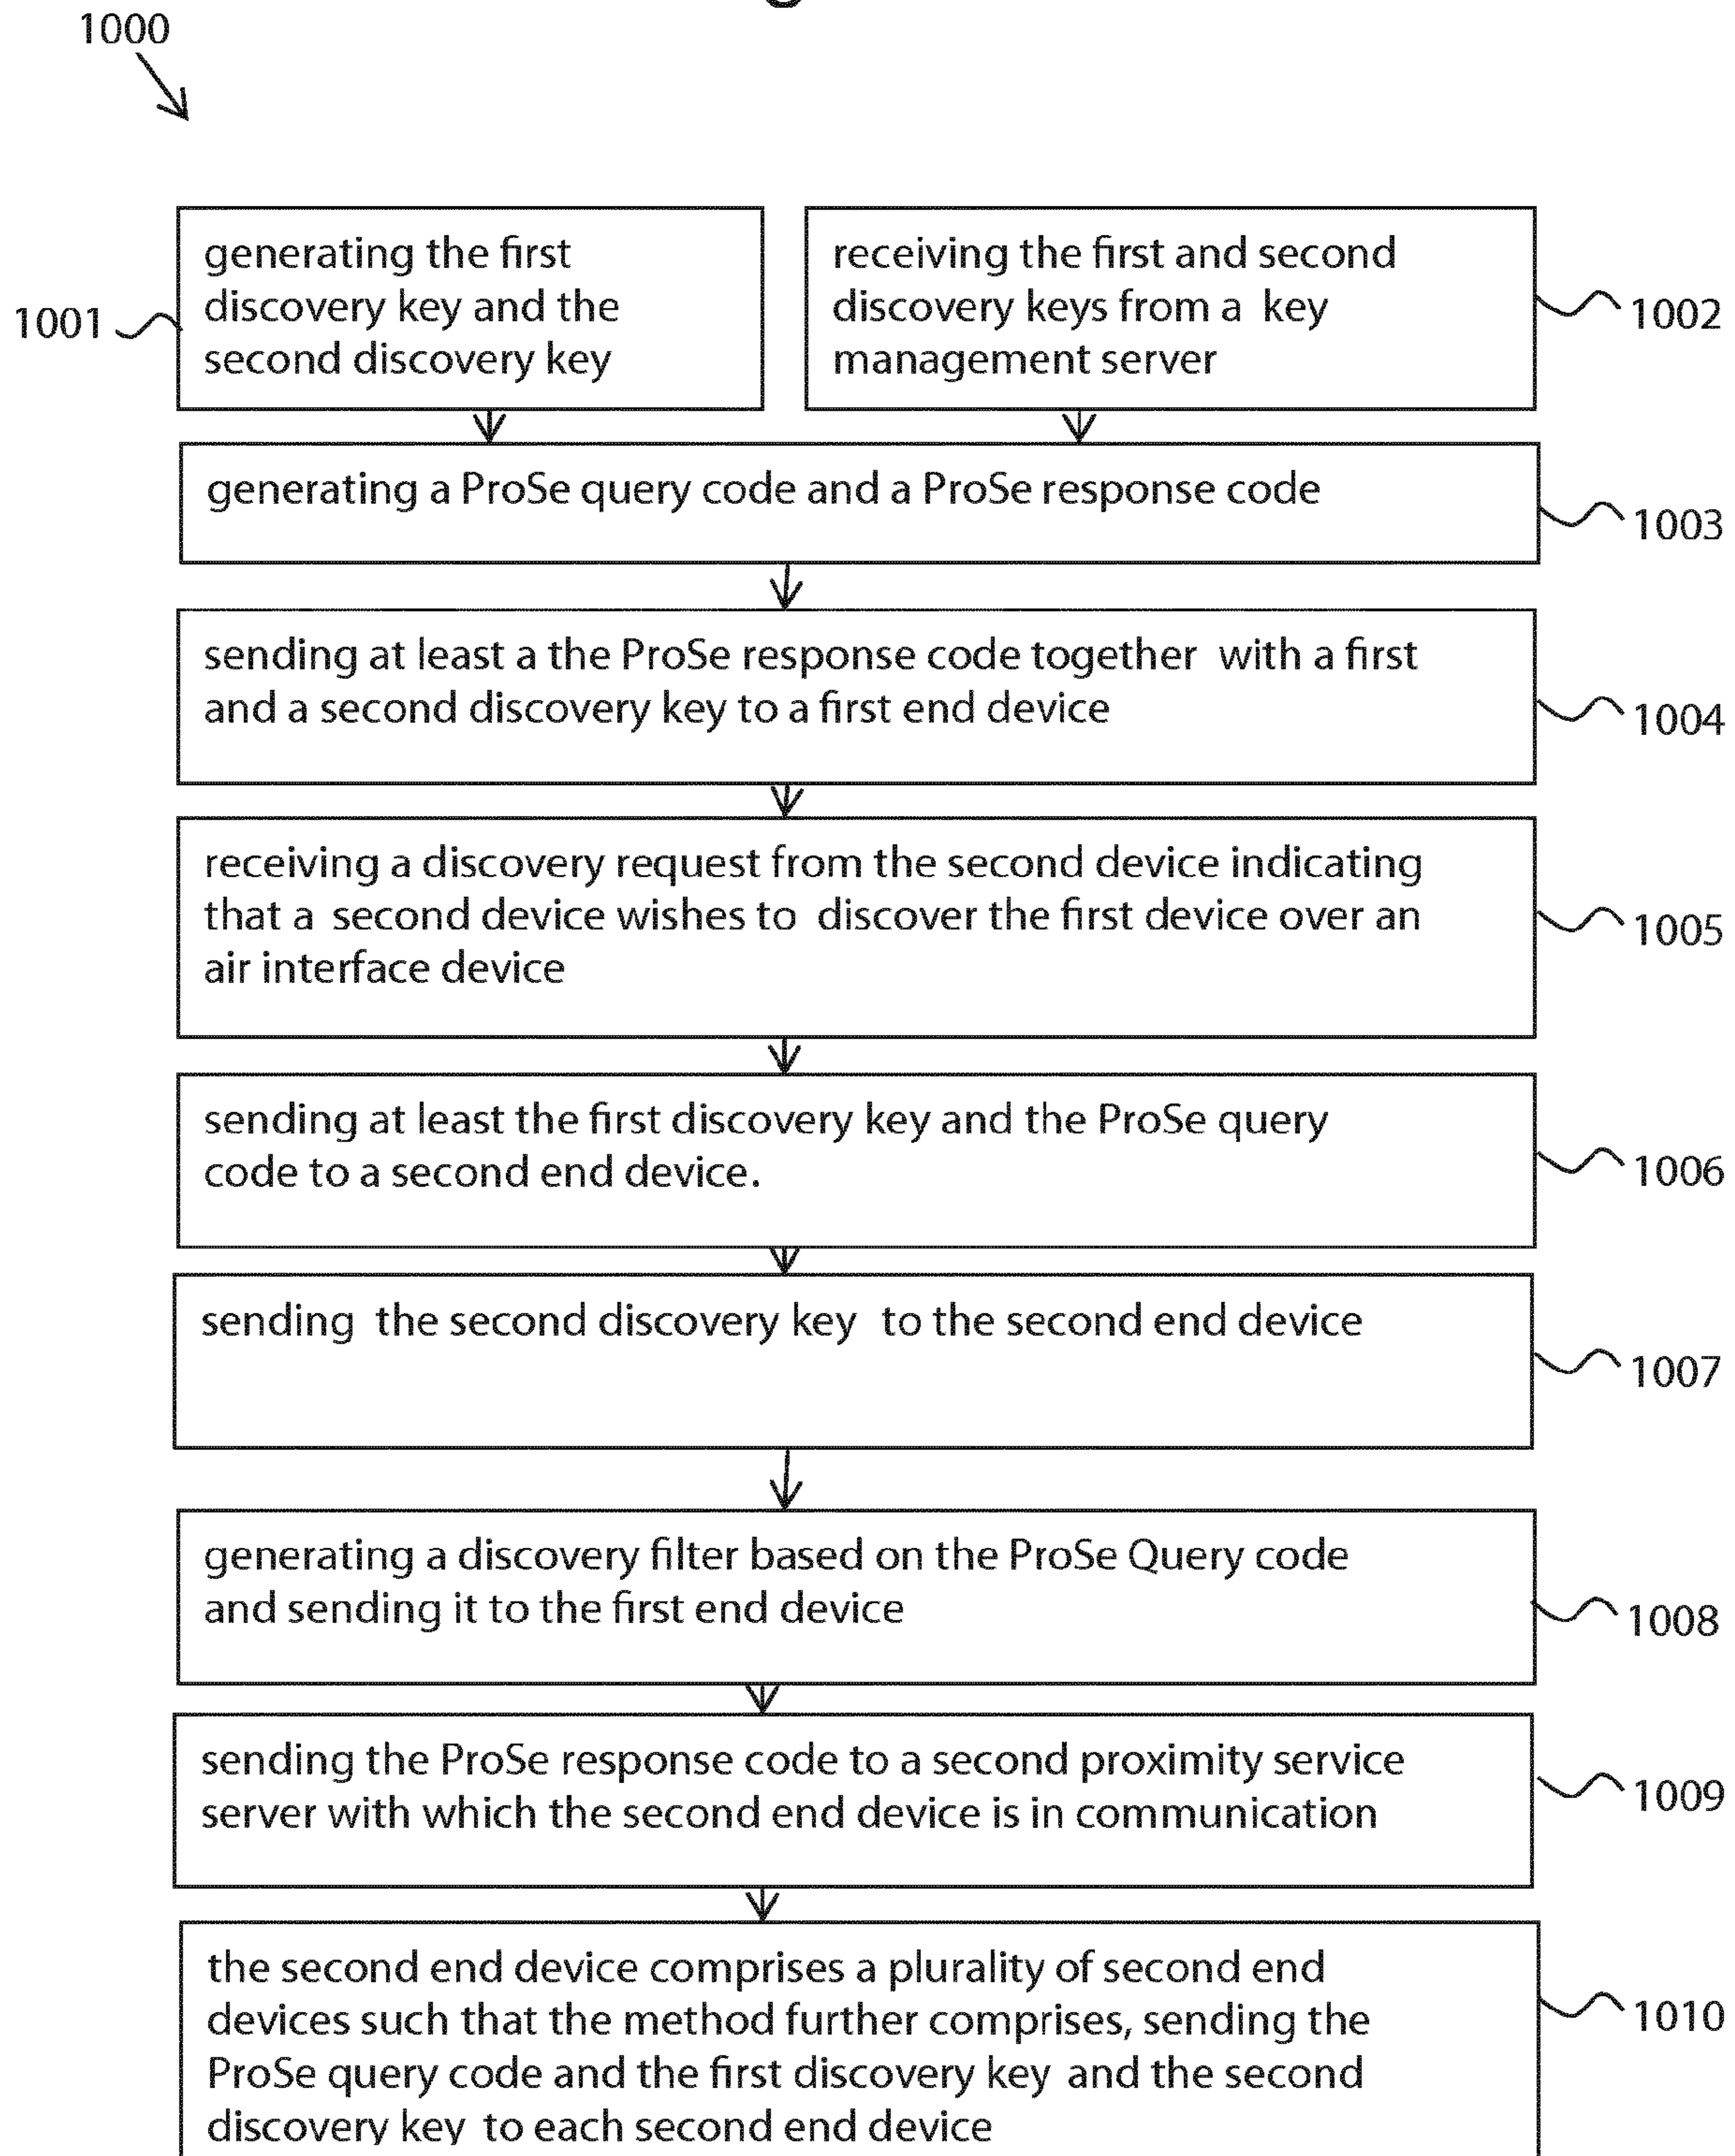 1000
generating the first
discovery key and the
second discovery key
1001
receiving the first and second
discovery keys from a key
management server
1002
generating a ProSe query code and a ProSe response code
1003
sending at least a the ProSe response code together with a first
and a second discovery key to a first end device
1004
receiving a discovery request from the second device indicating
that a second device wishes to discover the first device over an
air interface device
1005
sending at least the first discovery key and the ProSe query
code to a second end device.
1006
sending the second discovery key to the second end device
1007
generating a discovery filter based on the ProSe Query code
and sending it to the first end device
1008
sending the ProSe response code to a second proximity service
server with which the second end device is in communication
1009
the second end device comprises a plurality of second end
devices such that the method further comprises, sending the
ProSe query code and the first discovery key and the second
discovery key to each second end device
1010